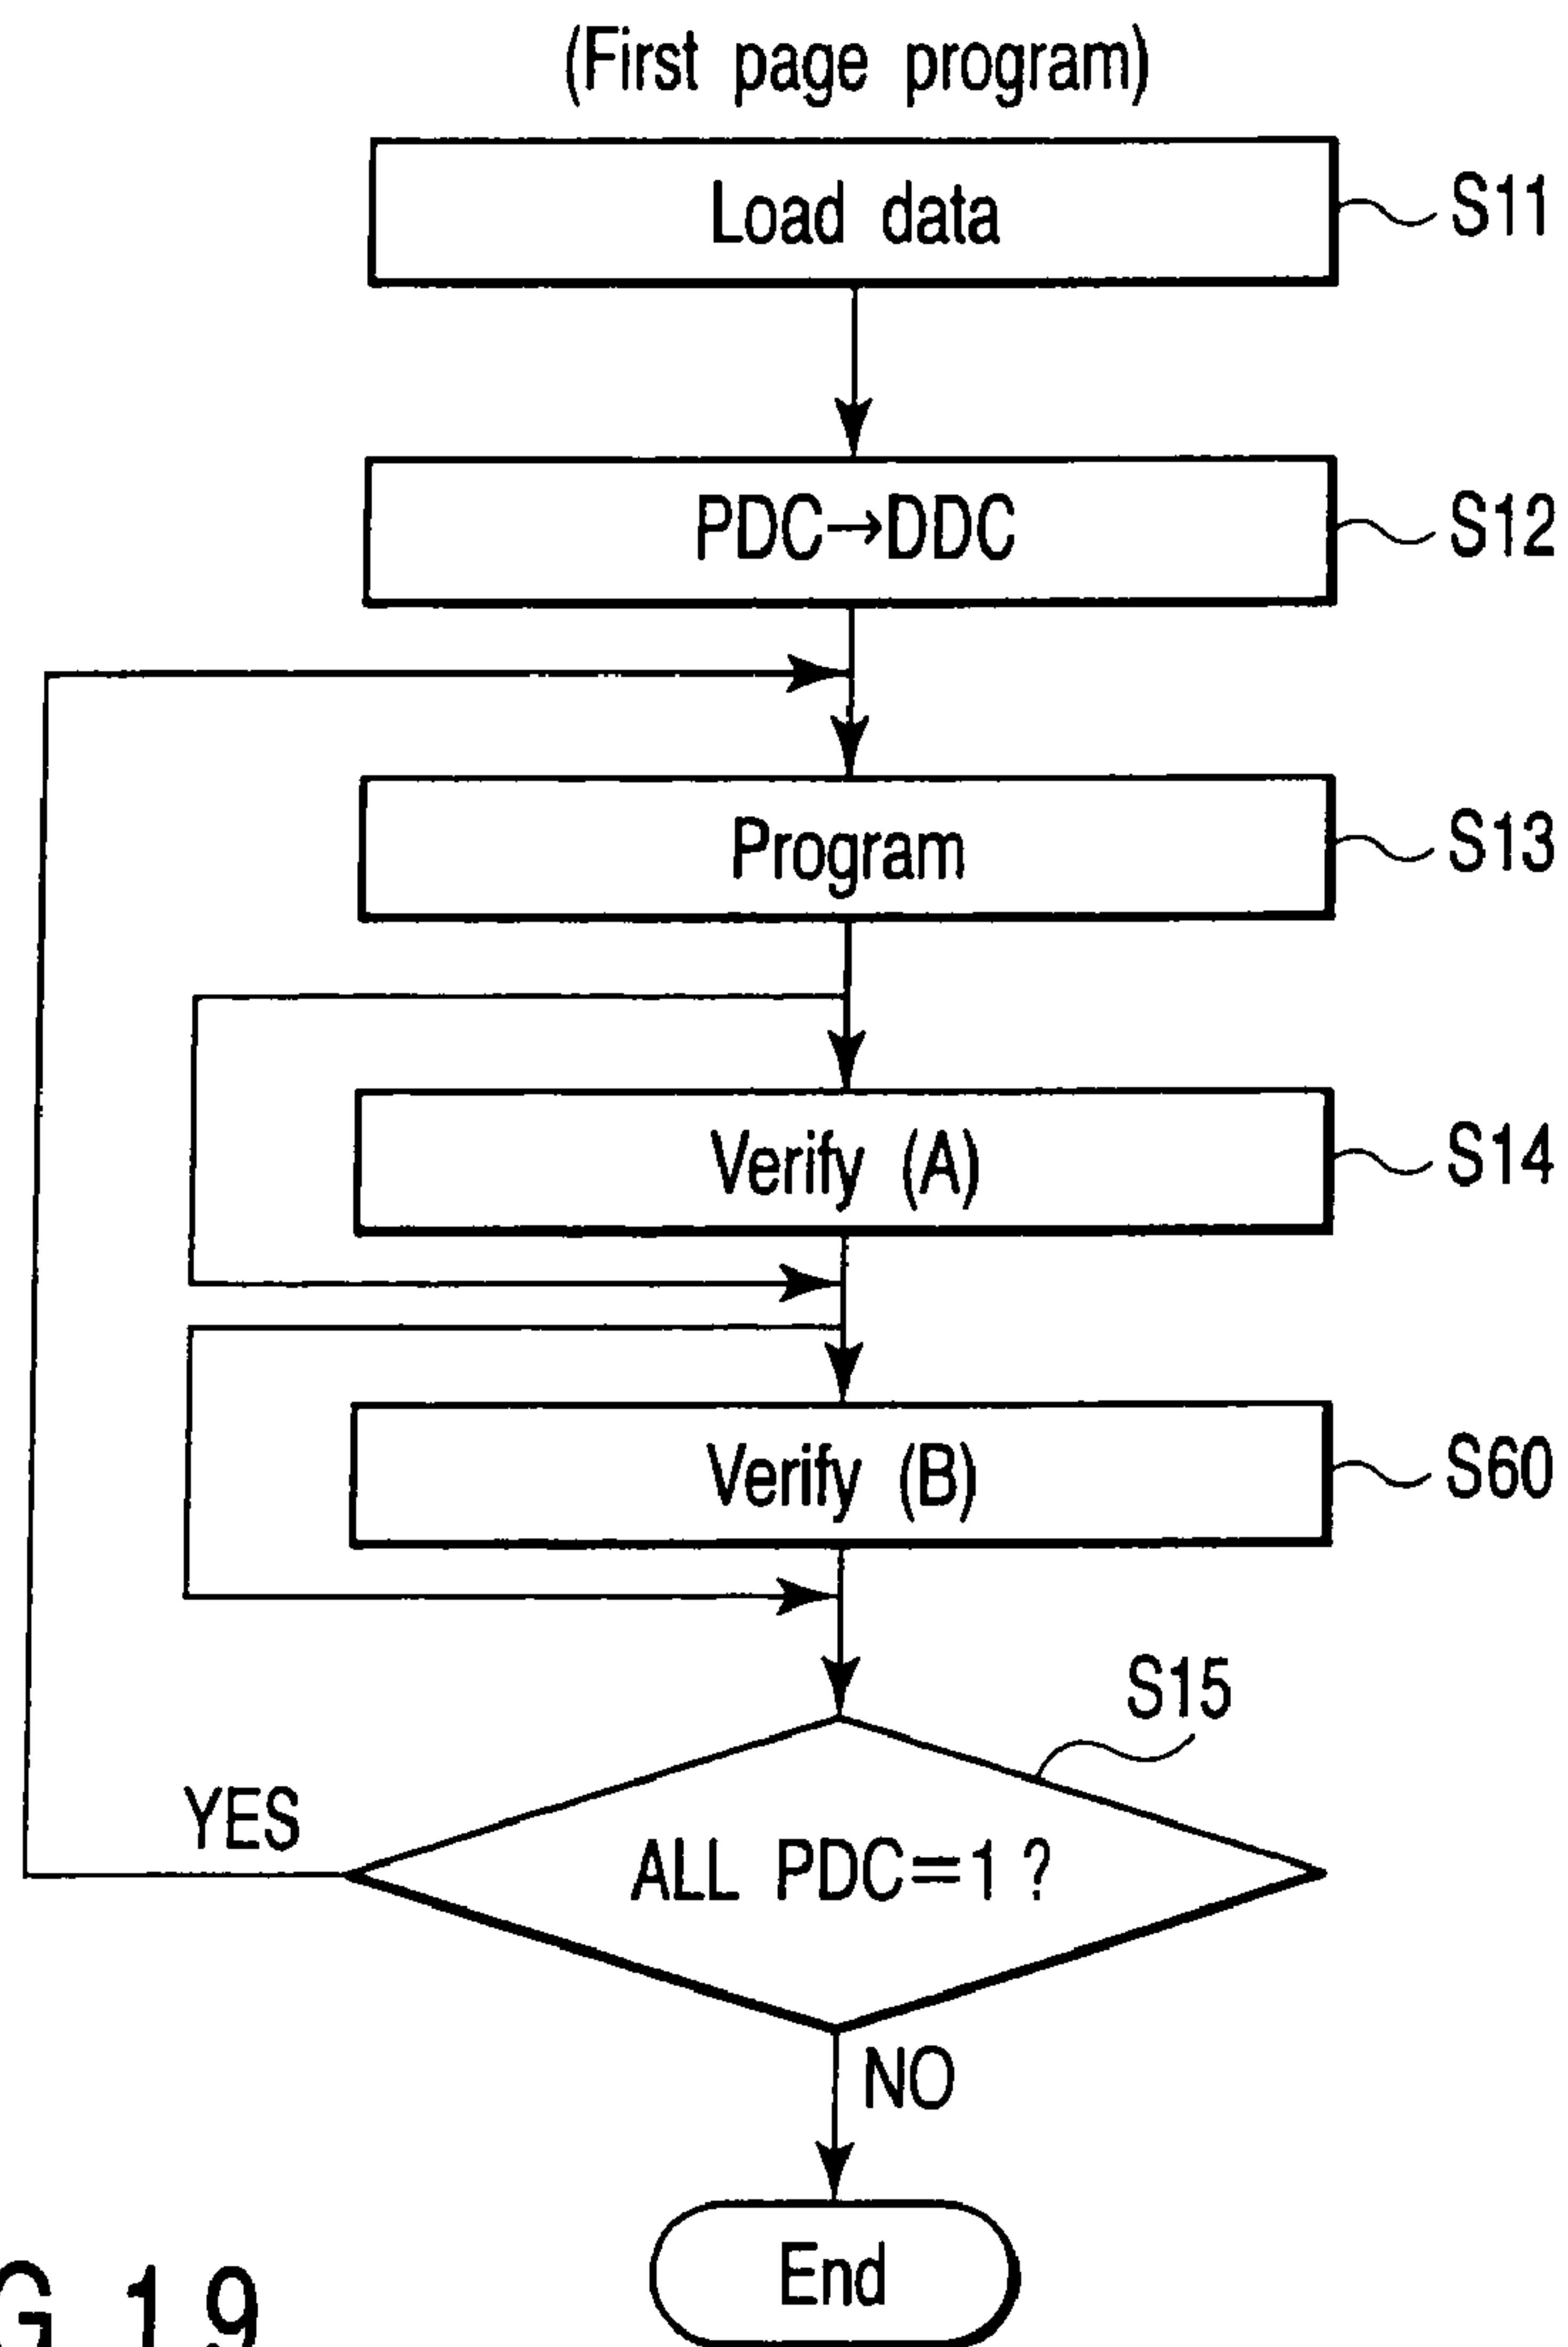 (First page program)
Load data
S11
PDC→DDC
S12
Program
S13
Verify (A)
S14
Verify (B)
S60
S15
YES
ALL PDC=1?
NO
End
G 19